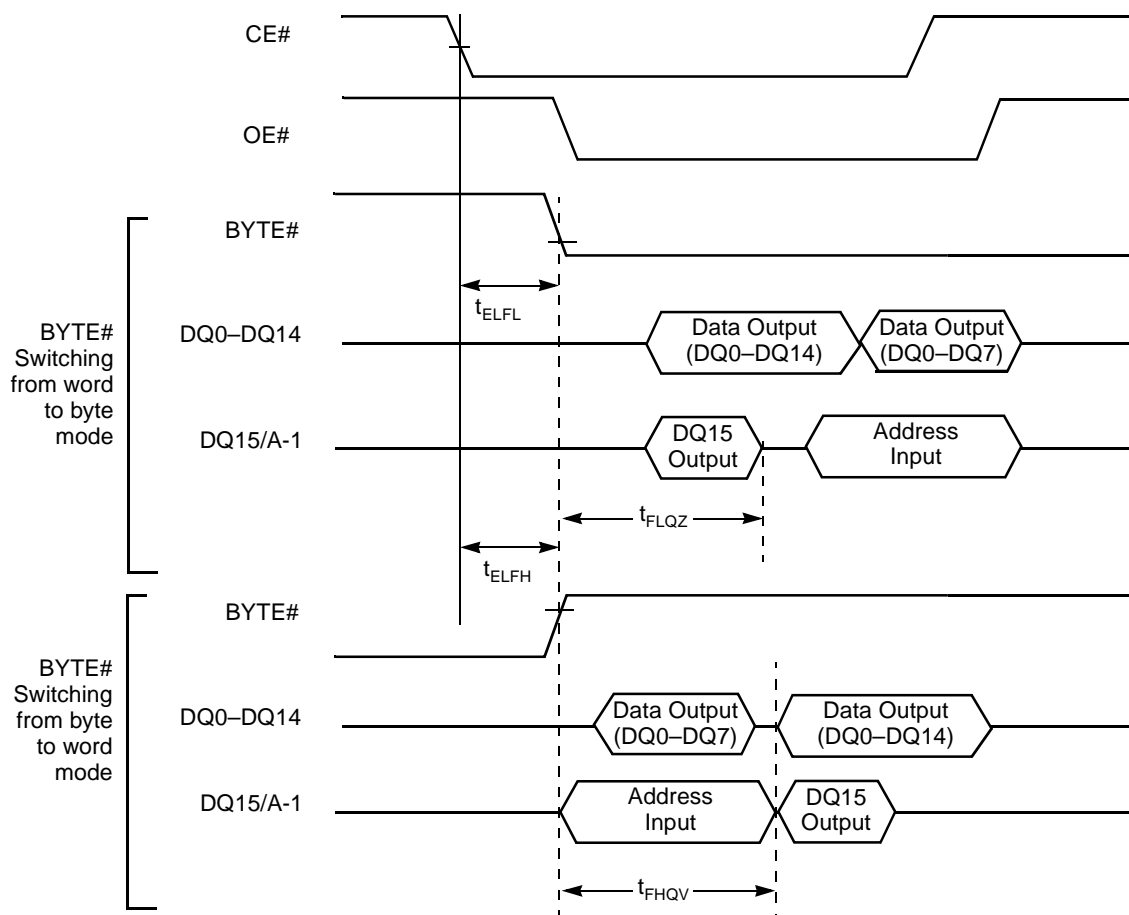 CE#
OE#
BYTE#
tELFL
BYTE#
Switching
from word
to byte
mode
DQ0–DQ14
Data Output
(DQ0–DQ14)
Data Output
(DQ0–DQ7)
DQ15/A-1
DQ15
Output
Address
Input
tFLQZ
tELFH
BYTE#
BYTE#
Switching
from byte
to word
mode
DQ0–DQ14
Data Output
(DQ0–DQ7)
Data Output
(DQ0–DQ14)
DQ15/A-1
Address
Input
DQ15
Output
tFHQV